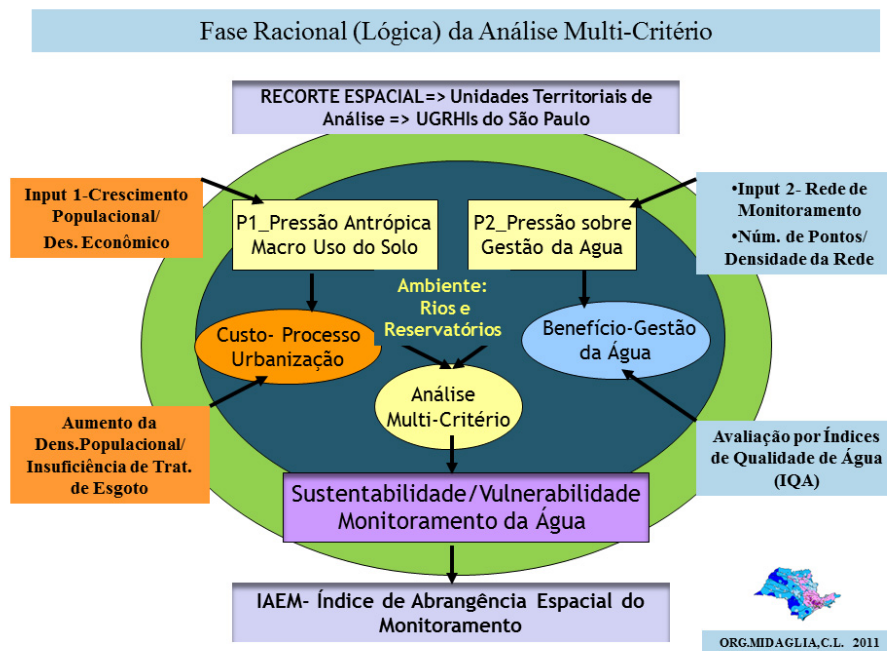 Fase Racional (Lógica) da Análise Multi-Critério
RECORTE ESPACIAL=> Unidades Territoriais de
Análise => UGRHIs do São Paulo
Input 1-Crescimento
Populacional/
Des. Econômico
P1_Pressão Antrópica
Macro Uso do Solo
P2_Pressão sobre
Gestão da Agua
•Input 2- Rede de
Monitoramento
•Núm. de Pontos/
Densidade da Rede
Ambiente:
Rios e
Reservatórios
Custo- Processo
Urbanização
Benefício-Gestão
da Água
Análise
Multi-Critério
Aumento da
Dens.Populacional/
Insuficiência de Trat.
de Esgoto
Avaliação por Índices
de Qualidade de Água
(IQA)
Sustentabilidade/Vulnerabilidade
Monitoramento da Água
IAEM- Índice de Abrangência Espacial do
Monitoramento
ORG.MIDAGLIA,C.L. 2011